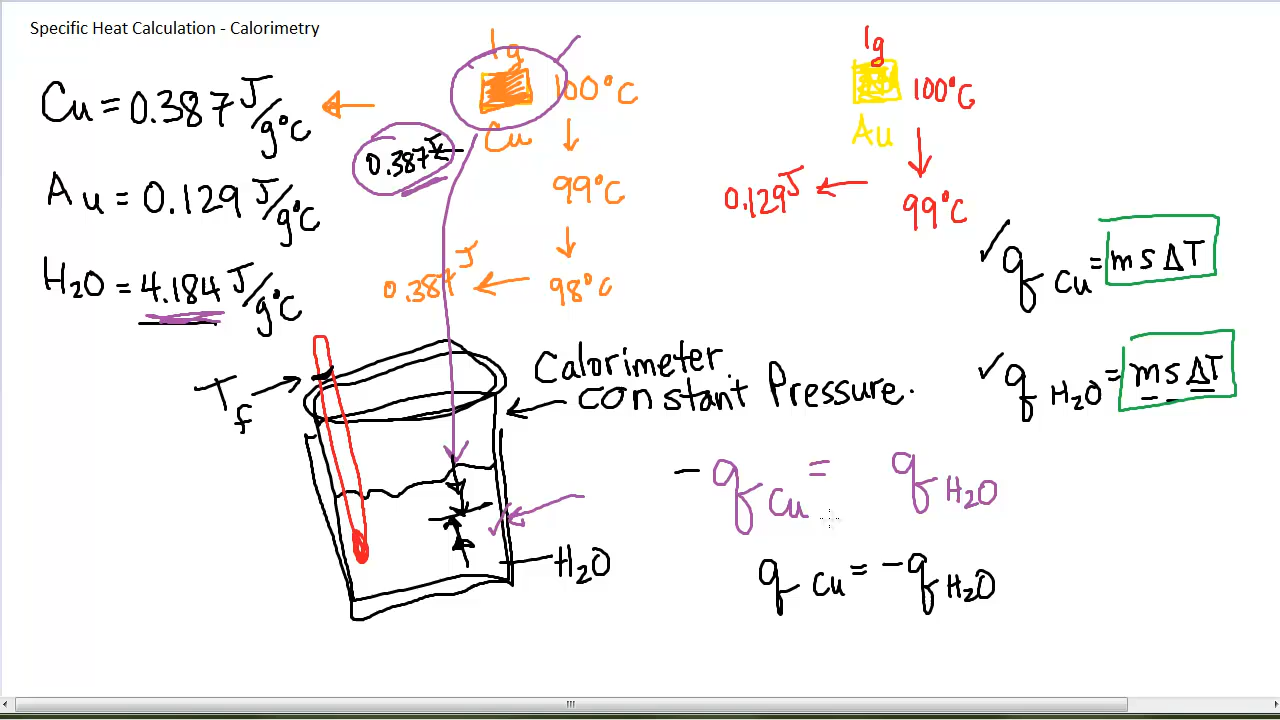 Specific Heat Calculation - Calorimetry
Cu = 0.387 J/g°C
Au = 0.129 J/g°C
H2O = 4.184 J/g°C
1g
Cu
100°C
99°C
98°C
0.387 J
0.387 J
1g
Au
100°C
99°C
0.129 J
q Cu = m s ΔT
q H2O = m s ΔT
Tf
Calorimeter
constant Pressure.
H2O
- q Cu = q H2O
q Cu = - q H2O